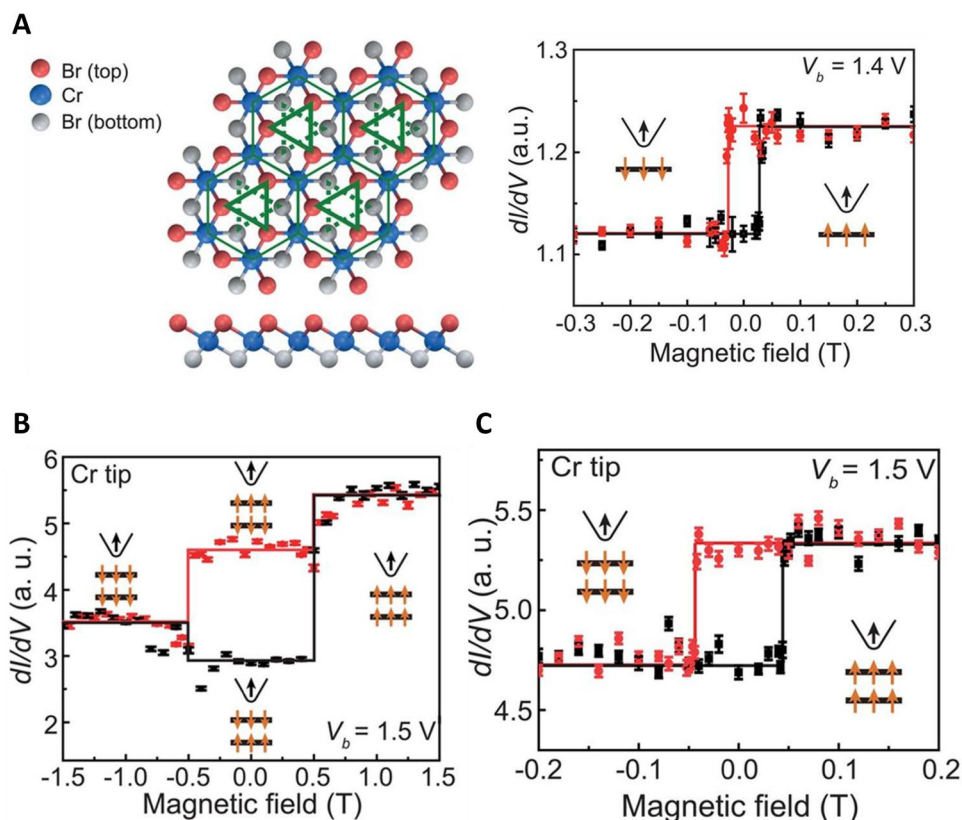 A
Br (top)
Cr
Br (bottom)
1.3
1.2
1.1
dI/dV (a.u.)
V_b = 1.4 V
-0.3 -0.2 -0.1 0.0 0.1 0.2 0.3
Magnetic field (T)
B
Cr tip
6
5
4
3
2
dI/dV (a. u.)
V_b = 1.5 V
-1.5 -1.0 -0.5 0.0 0.5 1.0 1.5
Magnetic field (T)
C
Cr tip
V_b = 1.5 V
5.5
5.0
4.5
dI/dV (a. u.)
-0.2 -0.1 0.0 0.1 0.2
Magnetic field (T)